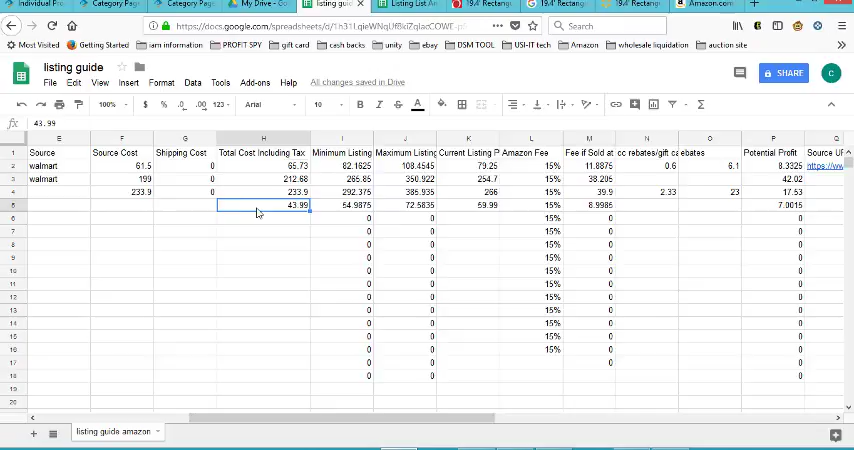 Individual Pro
Category Page
Category Page
My Drive - Goo
listing guide
Listing List Am
19.4' Rectang
19.4' Rectang
19.4' Rectang
Amazon.com
Search
Most Visited
Getting Started
iam information
PROFIT SPY
gift card
cash backs
unity
ebay
DSM TOOL
USI-IT tech
Amazon
wholesale liquidation
auction site
listing guide
File Edit View Insert Format Data Tools Add-ons Help All changes saved in Drive
SHARE
C
100% $ % .0 .00 123 Arial 10 B I S A
fx 43.99
E F G H I J K L M N O P Q
1 Source Source Cost Shipping Cost Total Cost Including Tax Minimum Listing Maximum Listing Current Listing P Amazon Fee Fee if Sold at cc rebates/gift ca ebates Potential Profit Source UR
2 walmart 61.5 0 65.73 82.1625 108.4545 79.25 15% 11.8875 0.6 6.1 8.3325 https://ww
3 walmart 199 0 212.68 265.85 350.922 254.7 15% 38.205 42.02
4 233.9 0 233.9 292.375 385.935 266 15% 39.9 2.33 23 17.53
5 43.99 54.9875 72.5835 59.99 15% 8.9985 7.0015
6 0 0 15% 0 0
7 0 0 15% 0 0
8 0 0 15% 0 0
9 0 0 15% 0 0
10 0 0 15% 0 0
11 0 0 15% 0 0
12 0 0 15% 0 0
13 0 0 15% 0 0
14 0 0 15% 0 0
15 0 0 15% 0 0
16 0 0 15% 0 0
17 0 0 0 0
18 0 0 0
19
20
listing guide amazon